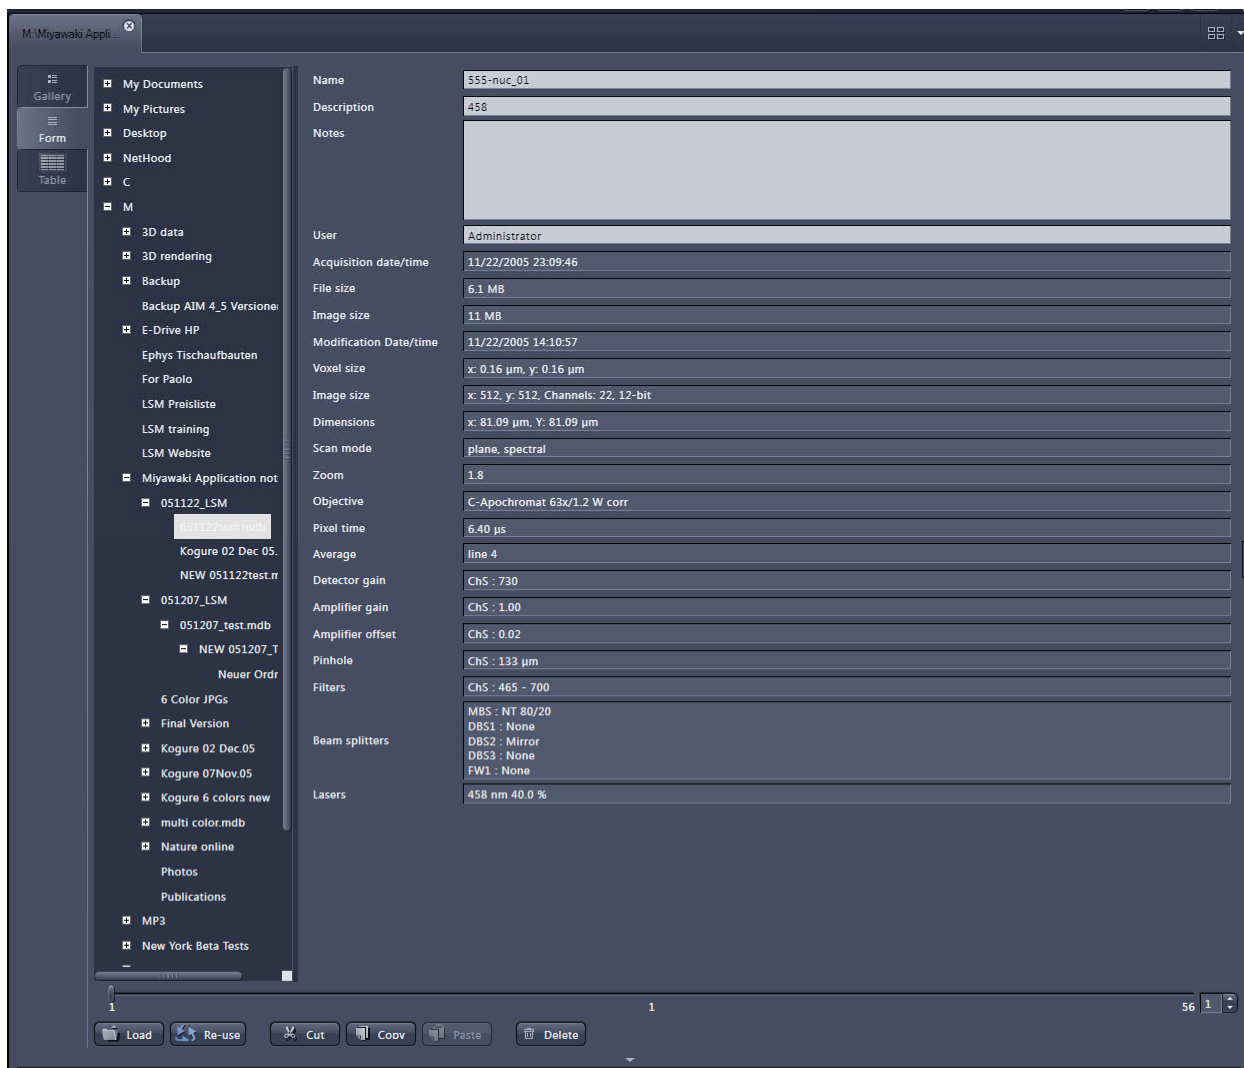 M:\Miyawaki Appli...
Gallery
Form
Table
My Documents
My Pictures
Desktop
NetHood
C
M
3D data
3D rendering
Backup
Backup AIM 4_5 Versione
E-Drive HP
Ephys Tischaufbauten
For Paolo
LSM Preisliste
LSM training
LSM Website
Miyawaki Application not
051122_LSM
051122test.mdb
Kogure 02 Dec 05.
NEW 051122test.m
051207_LSM
051207_test.mdb
NEW 051207_T
Neuer Ordr
6 Color JPGs
Final Version
Kogure 02 Dec.05
Kogure 07Nov.05
Kogure 6 colors new
multi color.mdb
Nature online
Photos
Publications
MP3
New York Beta Tests
Name 555-nuc_01
Description 458
Notes
User Administrator
Acquisition date/time 11/22/2005 23:09:46
File size 6.1 MB
Image size 11 MB
Modification Date/time 11/22/2005 14:10:57
Voxel size x: 0.16 µm, y: 0.16 µm
Image size x: 512, y: 512, Channels: 22, 12-bit
Dimensions x: 81.09 µm, Y: 81.09 µm
Scan mode plane, spectral
Zoom 1.8
Objective C-Apochromat 63x/1.2 W corr
Pixel time 6.40 µs
Average line 4
Detector gain ChS : 730
Amplifier gain ChS : 1.00
Amplifier offset ChS : 0.02
Pinhole ChS : 133 µm
Filters ChS : 465 - 700
Beam splitters
MBS : NT 80/20
DBS1 : None
DBS2 : Mirror
DBS3 : None
FW1 : None
Lasers 458 nm 40.0 %
1 1 56 1
Load Re-use Cut Copy Paste Delete